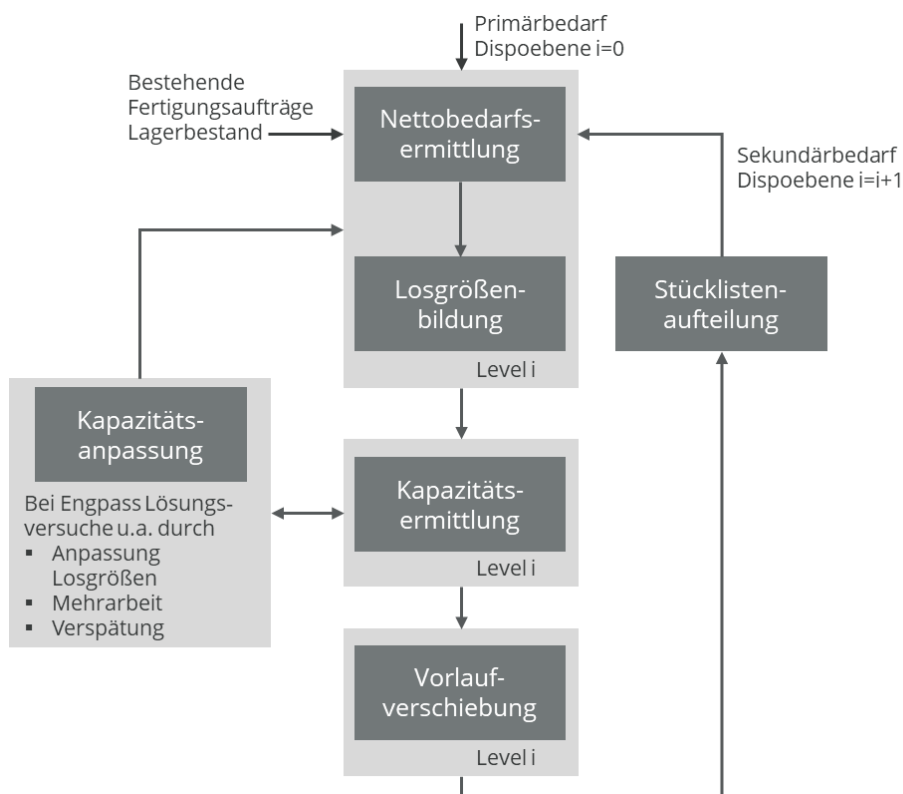 Primärbedarf
Dispoebene i=0
Bestehende
Fertigungsaufträge
Lagerbestand
Nettobedarfs-
ermittlung
Sekundärbedarf
Dispoebene i=i+1
Losgrößen-
bildung
Level i
Stücklisten-
aufteilung
Kapazitäts-
anpassung
Bei Engpass Lösungs-
versuche u.a. durch
▪ Anpassung
Losgrößen
▪ Mehrarbeit
▪ Verspätung
Kapazitäts-
ermittlung
Level i
Vorlauf-
verschiebung
Level i